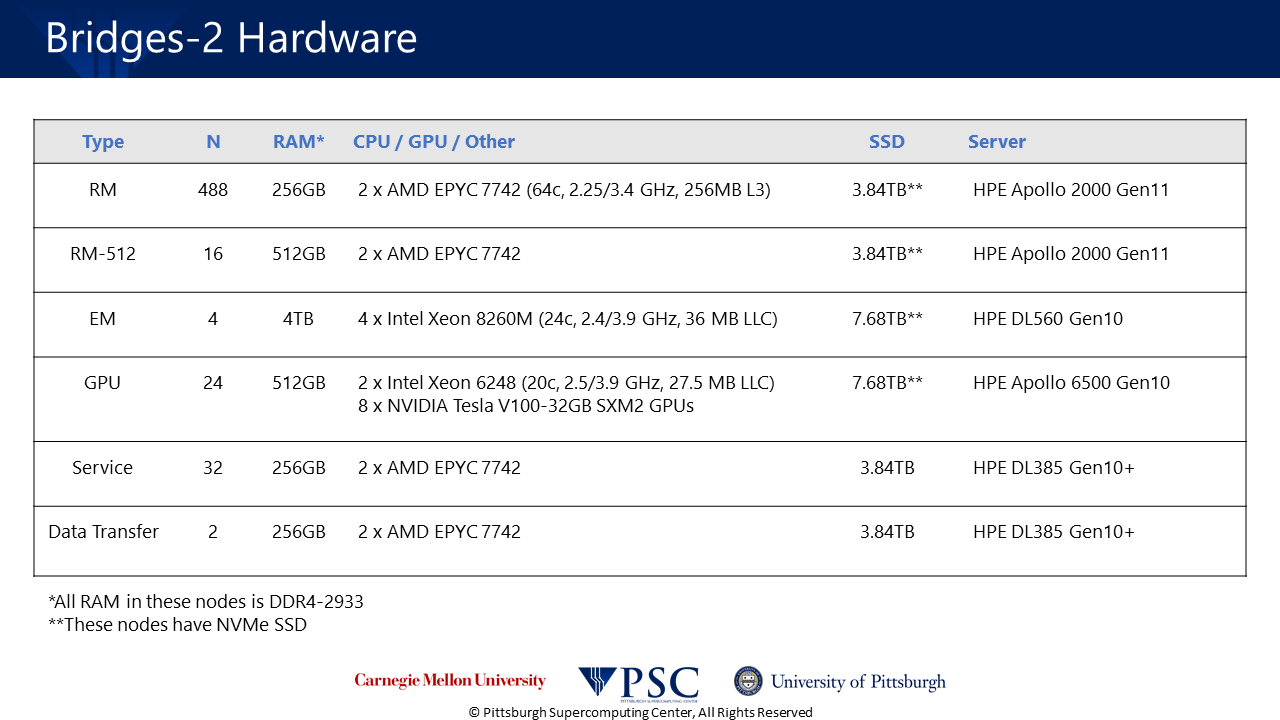 Bridges-2 Hardware
Type N RAM* CPU / GPU / Other SSD Server
RM 488 256GB 2 x AMD EPYC 7742 (64c, 2.25/3.4 GHz, 256MB L3) 3.84TB** HPE Apollo 2000 Gen11
RM-512 16 512GB 2 x AMD EPYC 7742 3.84TB** HPE Apollo 2000 Gen11
EM 4 4TB 4 x Intel Xeon 8260M (24c, 2.4/3.9 GHz, 36 MB LLC) 7.68TB** HPE DL560 Gen10
GPU 24 512GB 2 x Intel Xeon 6248 (20c, 2.5/3.9 GHz, 27.5 MB LLC) 7.68TB** HPE Apollo 6500 Gen10
8 x NVIDIA Tesla V100-32GB SXM2 GPUs
Service 32 256GB 2 x AMD EPYC 7742 3.84TB HPE DL385 Gen10+
Data Transfer 2 256GB 2 x AMD EPYC 7742 3.84TB HPE DL385 Gen10+
*All RAM in these nodes is DDR4-2933
**These nodes have NVMe SSD
Carnegie Mellon University PSC University of Pittsburgh
PITTSBURGH SUPERCOMPUTING CENTER
© Pittsburgh Supercomputing Center, All Rights Reserved